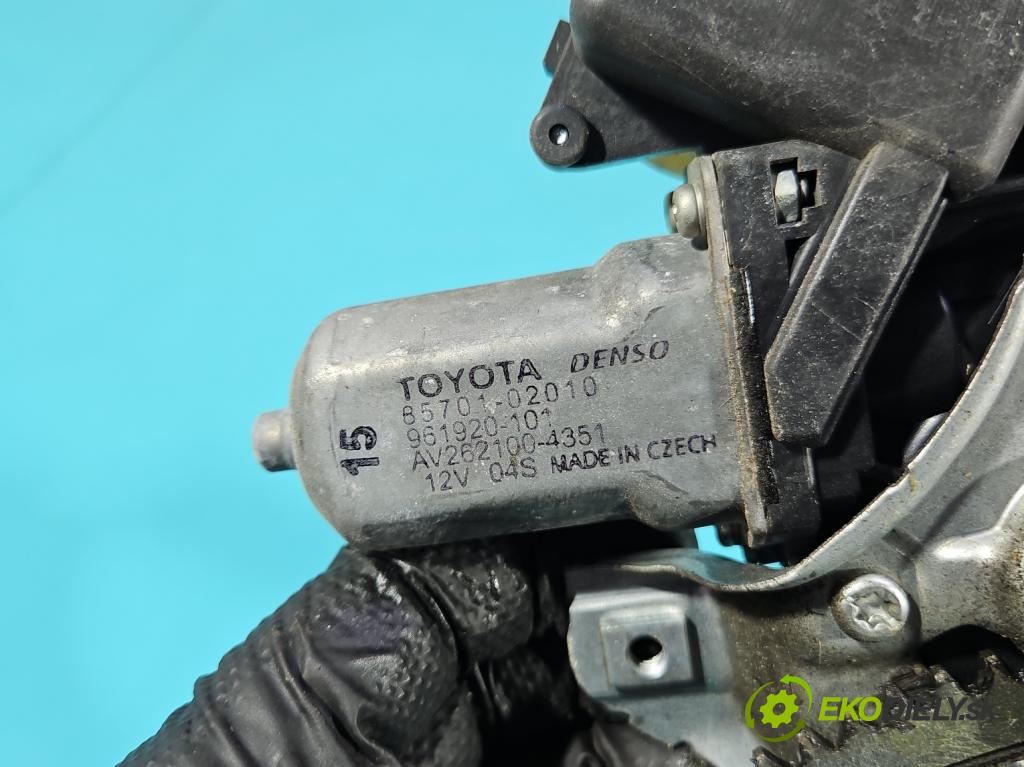 TOYOTA DENSO
85701-02010
961920-101
AV262100-4351
12V 04S MADE IN CZECH
15
EKODIELY.SK